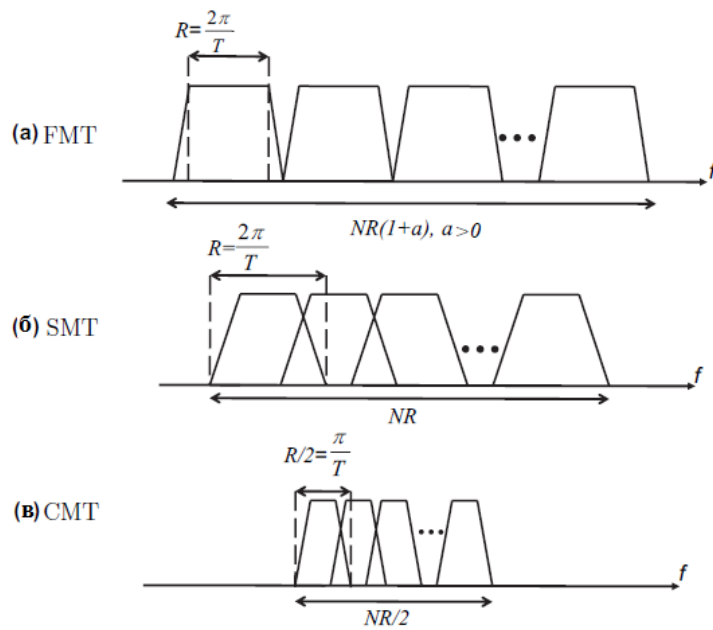 R=2π/T
(а) FMT
f
NR(1+a), a>0
R=2π/T
(б) SMT
f
NR
R/2=π/T
(в) CMT
f
NR/2